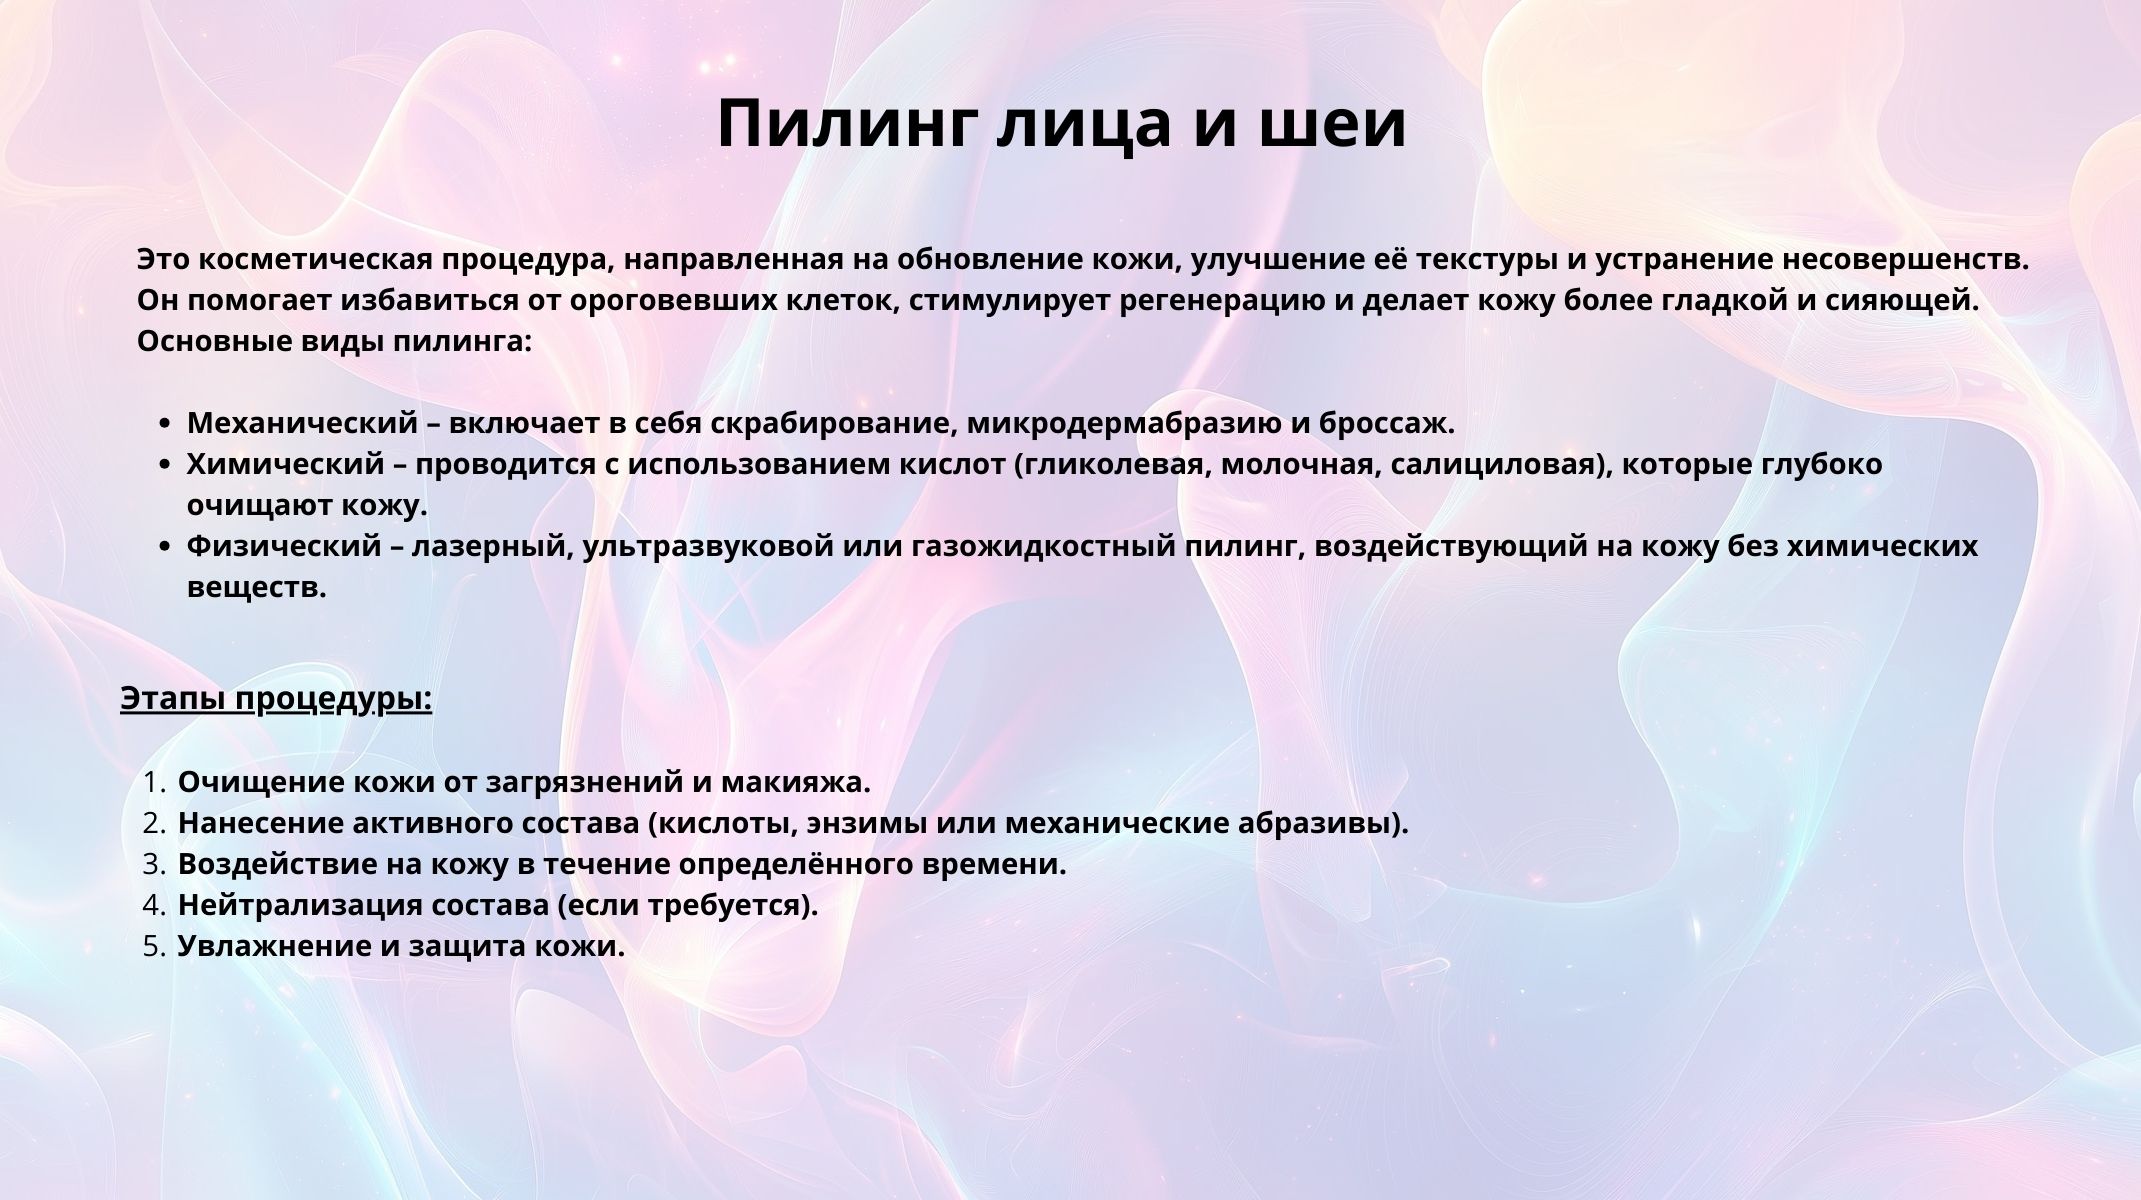 Пилинг лица и шеи
Это косметическая процедура, направленная на обновление кожи, улучшение её текстуры и устранение несовершенств.
Он помогает избавиться от ороговевших клеток, стимулирует регенерацию и делает кожу более гладкой и сияющей.
Основные виды пилинга:
• Механический – включает в себя скрабирование, микродермабразию и броссаж.
• Химический – проводится с использованием кислот (гликолевая, молочная, салициловая), которые глубоко
очищают кожу.
• Физический – лазерный, ультразвуковой или газожидкостный пилинг, воздействующий на кожу без химических
веществ.
Этапы процедуры:
1. Очищение кожи от загрязнений и макияжа.
2. Нанесение активного состава (кислоты, энзимы или механические абразивы).
3. Воздействие на кожу в течение определённого времени.
4. Нейтрализация состава (если требуется).
5. Увлажнение и защита кожи.